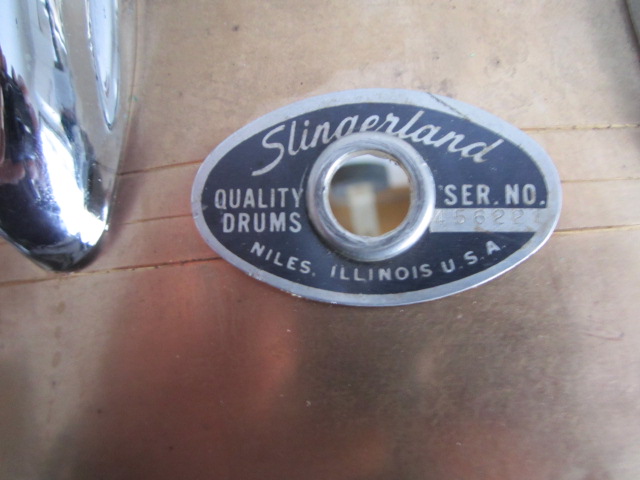 Slingerland
QUALITY
DRUMS
SER. NO.
NILES, ILLINOIS U.S.A.